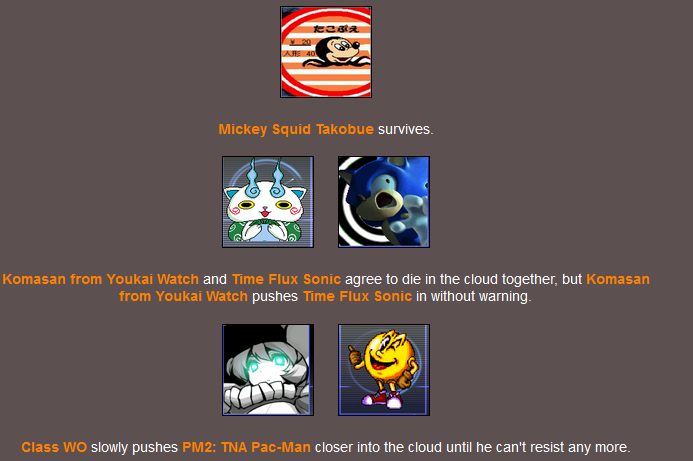 たこぷえ
￥ 20
人形 40
Mickey Squid Takobue survives.
Komasan from Youkai Watch and Time Flux Sonic agree to die in the cloud together, but Komasan
from Youkai Watch pushes Time Flux Sonic in without warning.
Class WO slowly pushes PM2: TNA Pac-Man closer into the cloud until he can't resist any more.